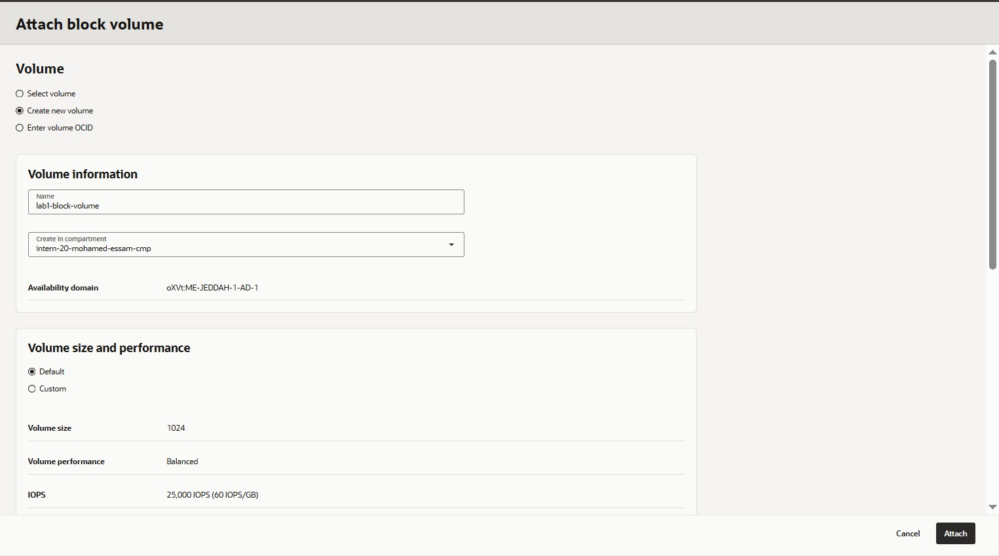 Attach block volume
Volume
Select volume
Create new volume
Enter volume OCID
Volume information
Name
lab1-block-volume
Create in compartment
intern-20-mohamed-essam-cmp
Availability domain oXVt:ME-JEDDAH-1-AD-1
Volume size and performance
Default
Custom
Volume size 1024
Volume performance Balanced
IOPS 25,000 IOPS (60 IOPS/GB)
Cancel Attach